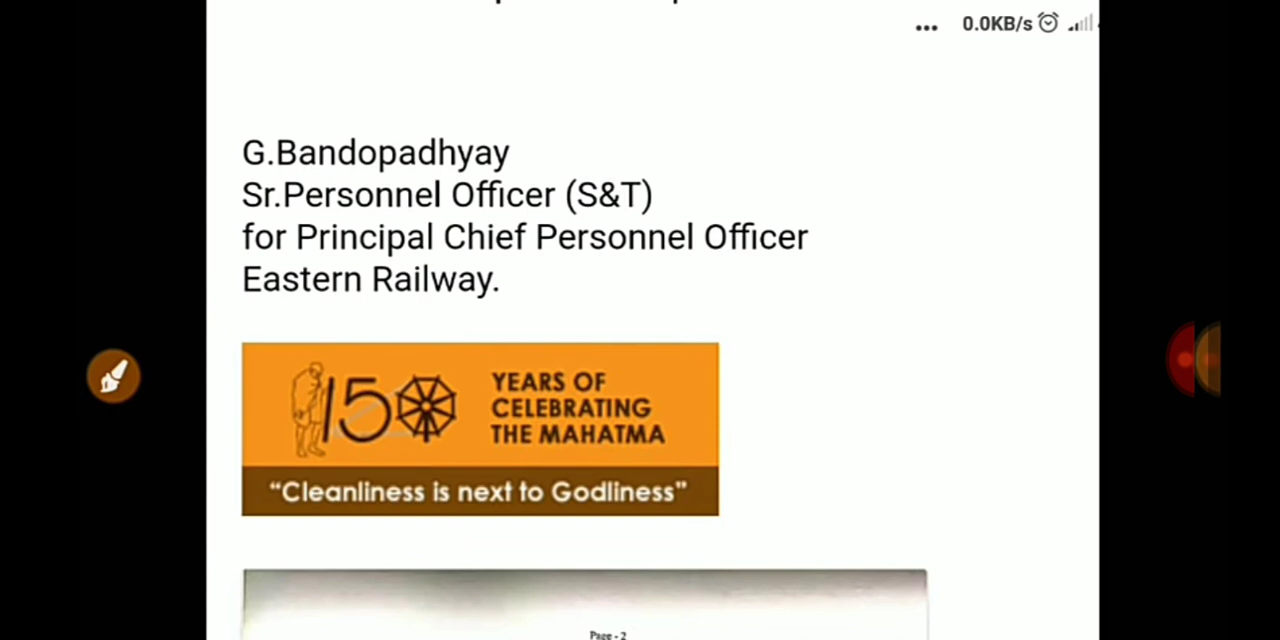 ... 0.0KB/s
G.Bandopadhyay
Sr.Personnel Officer (S&T)
for Principal Chief Personnel Officer
Eastern Railway.
150 YEARS OF
CELEBRATING
THE MAHATMA
“Cleanliness is next to Godliness”
Page - 2